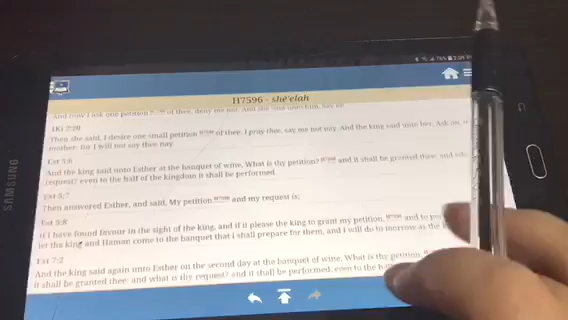 SAMSUNG
H7596 - shĕ'elah
And now I ask one petition H7596 of thee, deny me not. And she said unto him, Say on.
1Ki 2:20
Then she said, I desire one small petition H7596 of thee; I pray thee, say me not nay. And the king said unto her, Ask on,
mother: for I will not say thee nay.
Est 5:6
And the king said unto Esther at the banquet of wine, What is thy petition? H7596 and it shall be granted thee: and
request? even to the half of the kingdom it shall be performed.
Est 5:7
Then answered Esther, and said, My petition H7596 and my request is;
Est 5:8
If I have found favour in the sight of the king, and if it please the king to grant my petition, H7596 and to
let the king and Haman come to the banquet that I shall prepare for them, and I will do to morrow as the
Est 7:2
And the king said again unto Esther on the second day at the banquet of wine, What is thy petition,
it shall be granted thee: and what is thy request? and it shall be performed, even to the